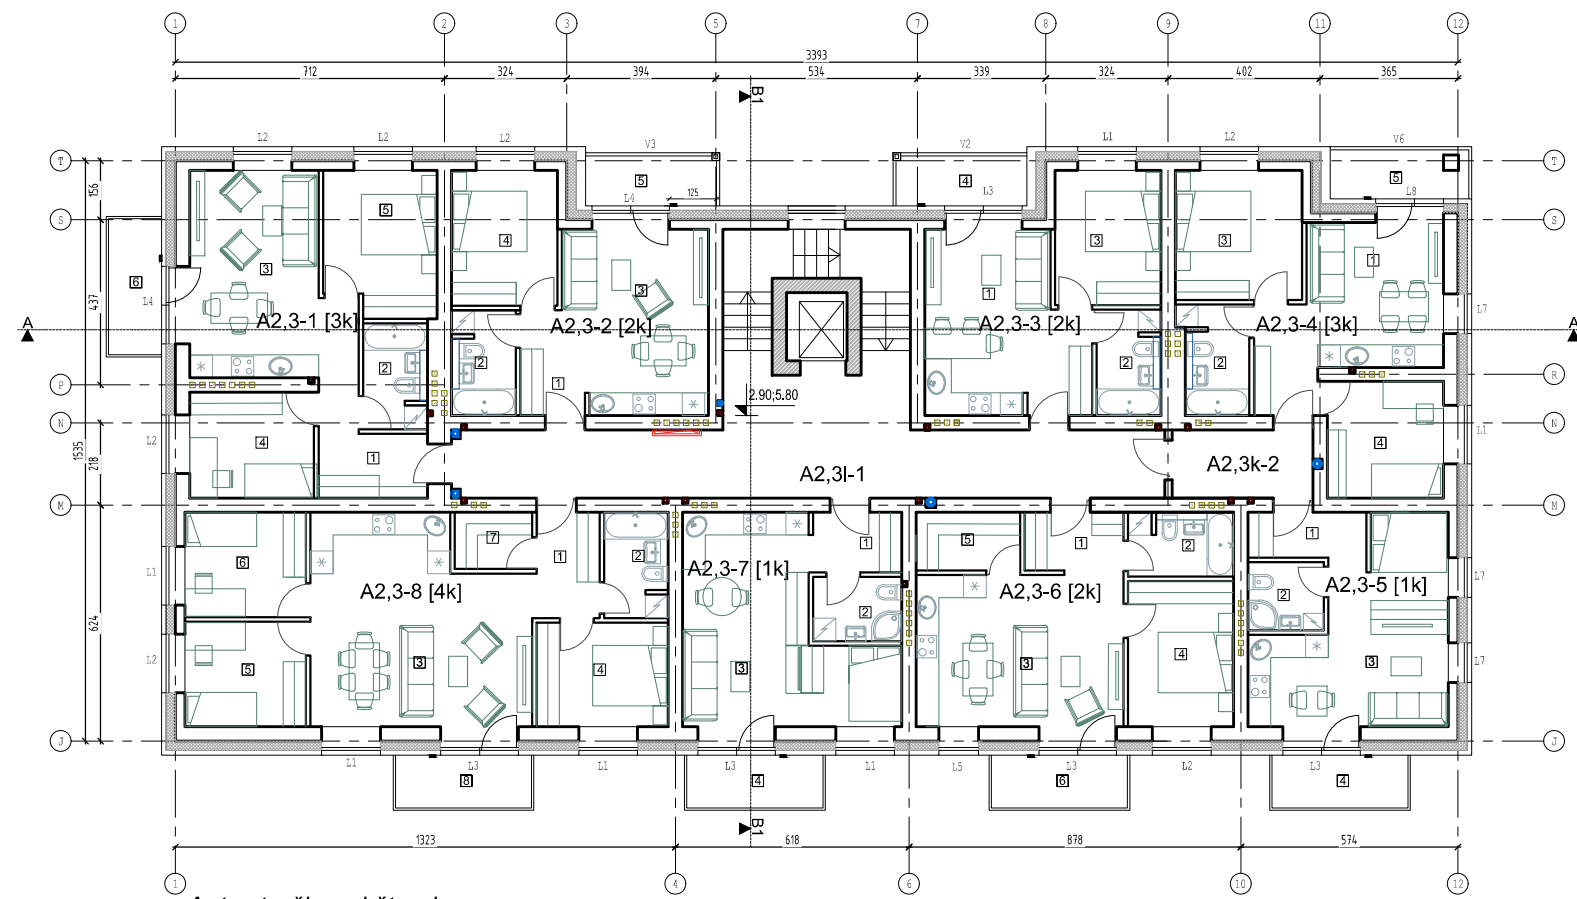 1 2 3 5 7 8 9 11 12
3393
712 324 394 534 339 324 402 365
B1
L2 L2 L2 V3 V2 L1 L2 V6
T T
156
5 4 5
L4 125 L3 L8
S S
5 4 3 3 1
3 3 1
6
L4 437 L7
A2,3-1 [3k] A2,3-2 [2k] A2,3-3 [2k] A2,3-4 [3k]
A A
2 2 2 2
P R
1
2.90;5.80
N N
L2 4 1 4 L1
1535 218
A2,3l-1 A2,3k-2
M M
7 1 2 1 5 1 2 1
6
L1 L7
A2,3-8 [4k] A2,3-7 [1k] A2,3-6 [2k] A2,3-5 [1k]
2 2
624
L2 5 3 4 3 3 4 3 L7
J J
L1 L3 L1 L3 L1 L5 L3 L2 L3
8 4 6 4
B1
1323 618 878 574
1 4 6 10 12